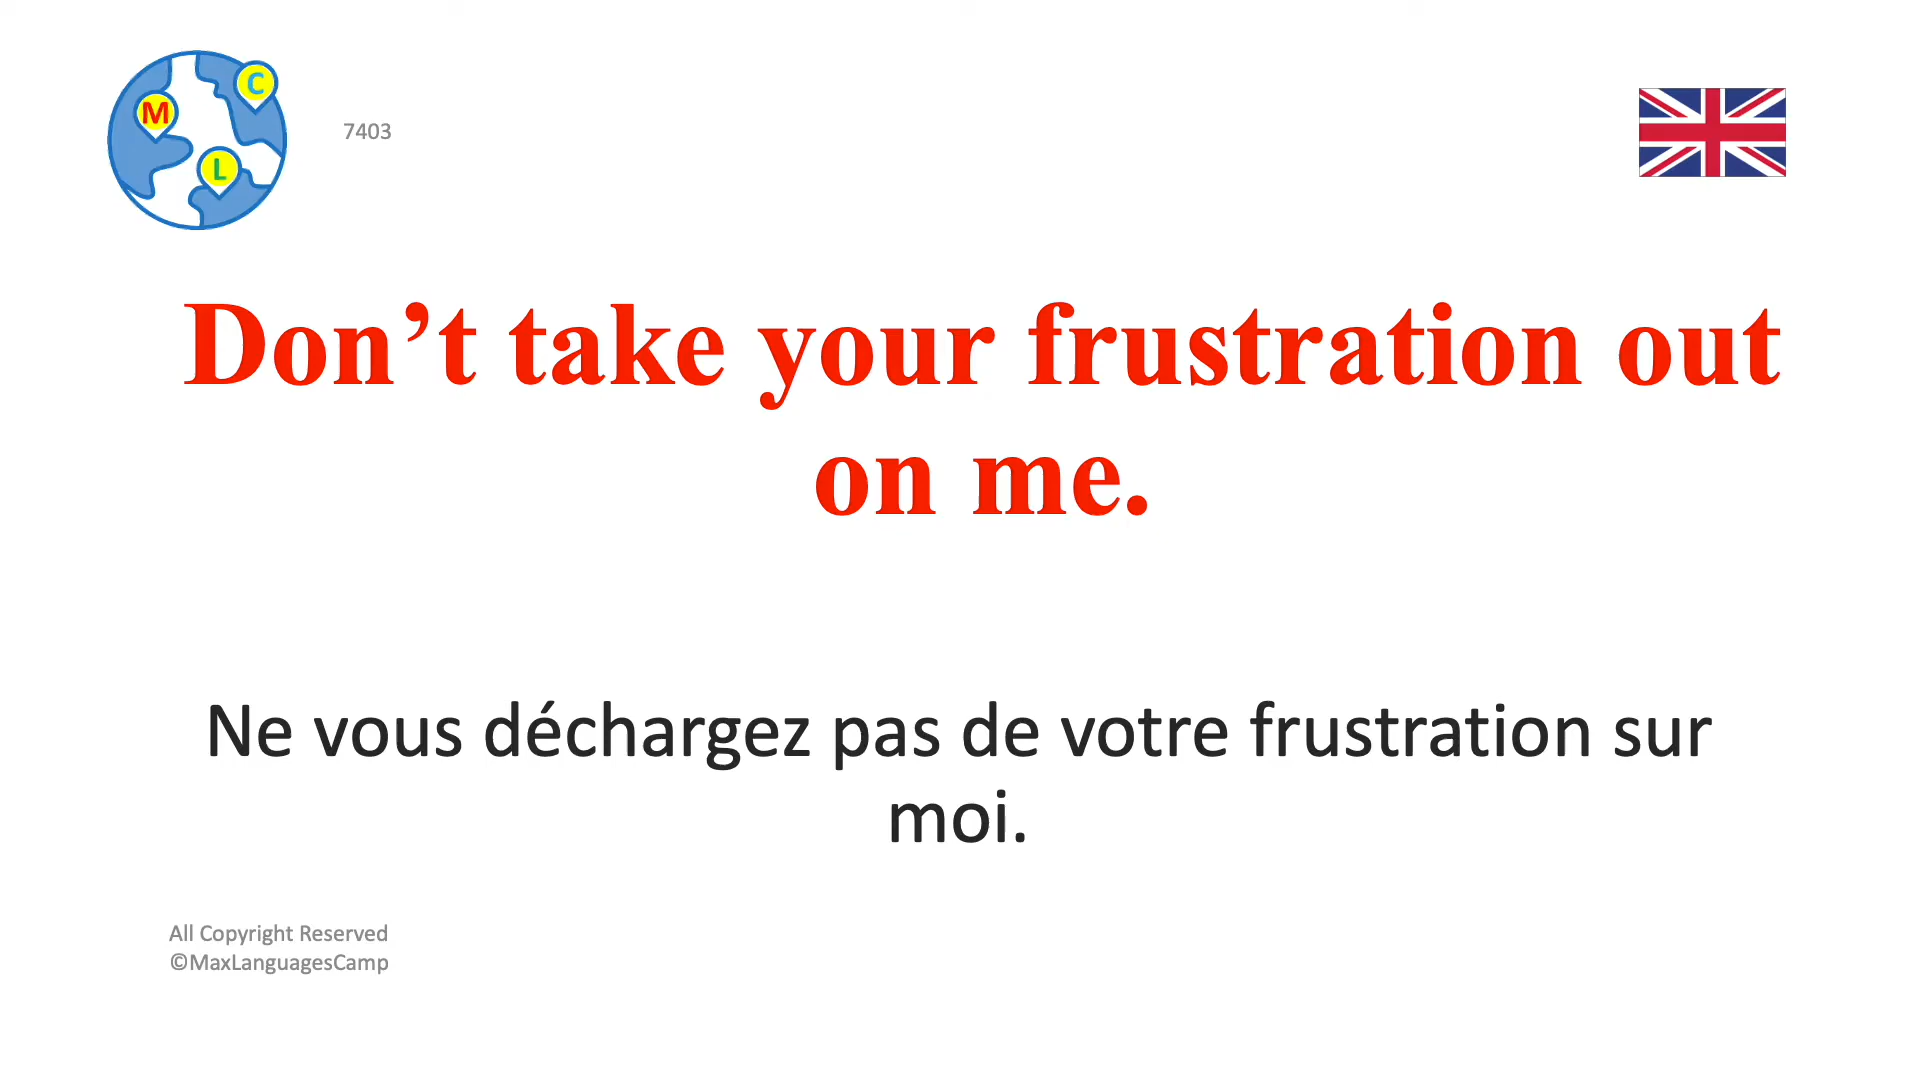 M
C
L
7403
Don’t take your frustration out
on me.
Ne vous déchargez pas de votre frustration sur
moi.
All Copyright Reserved
©MaxLanguagesCamp